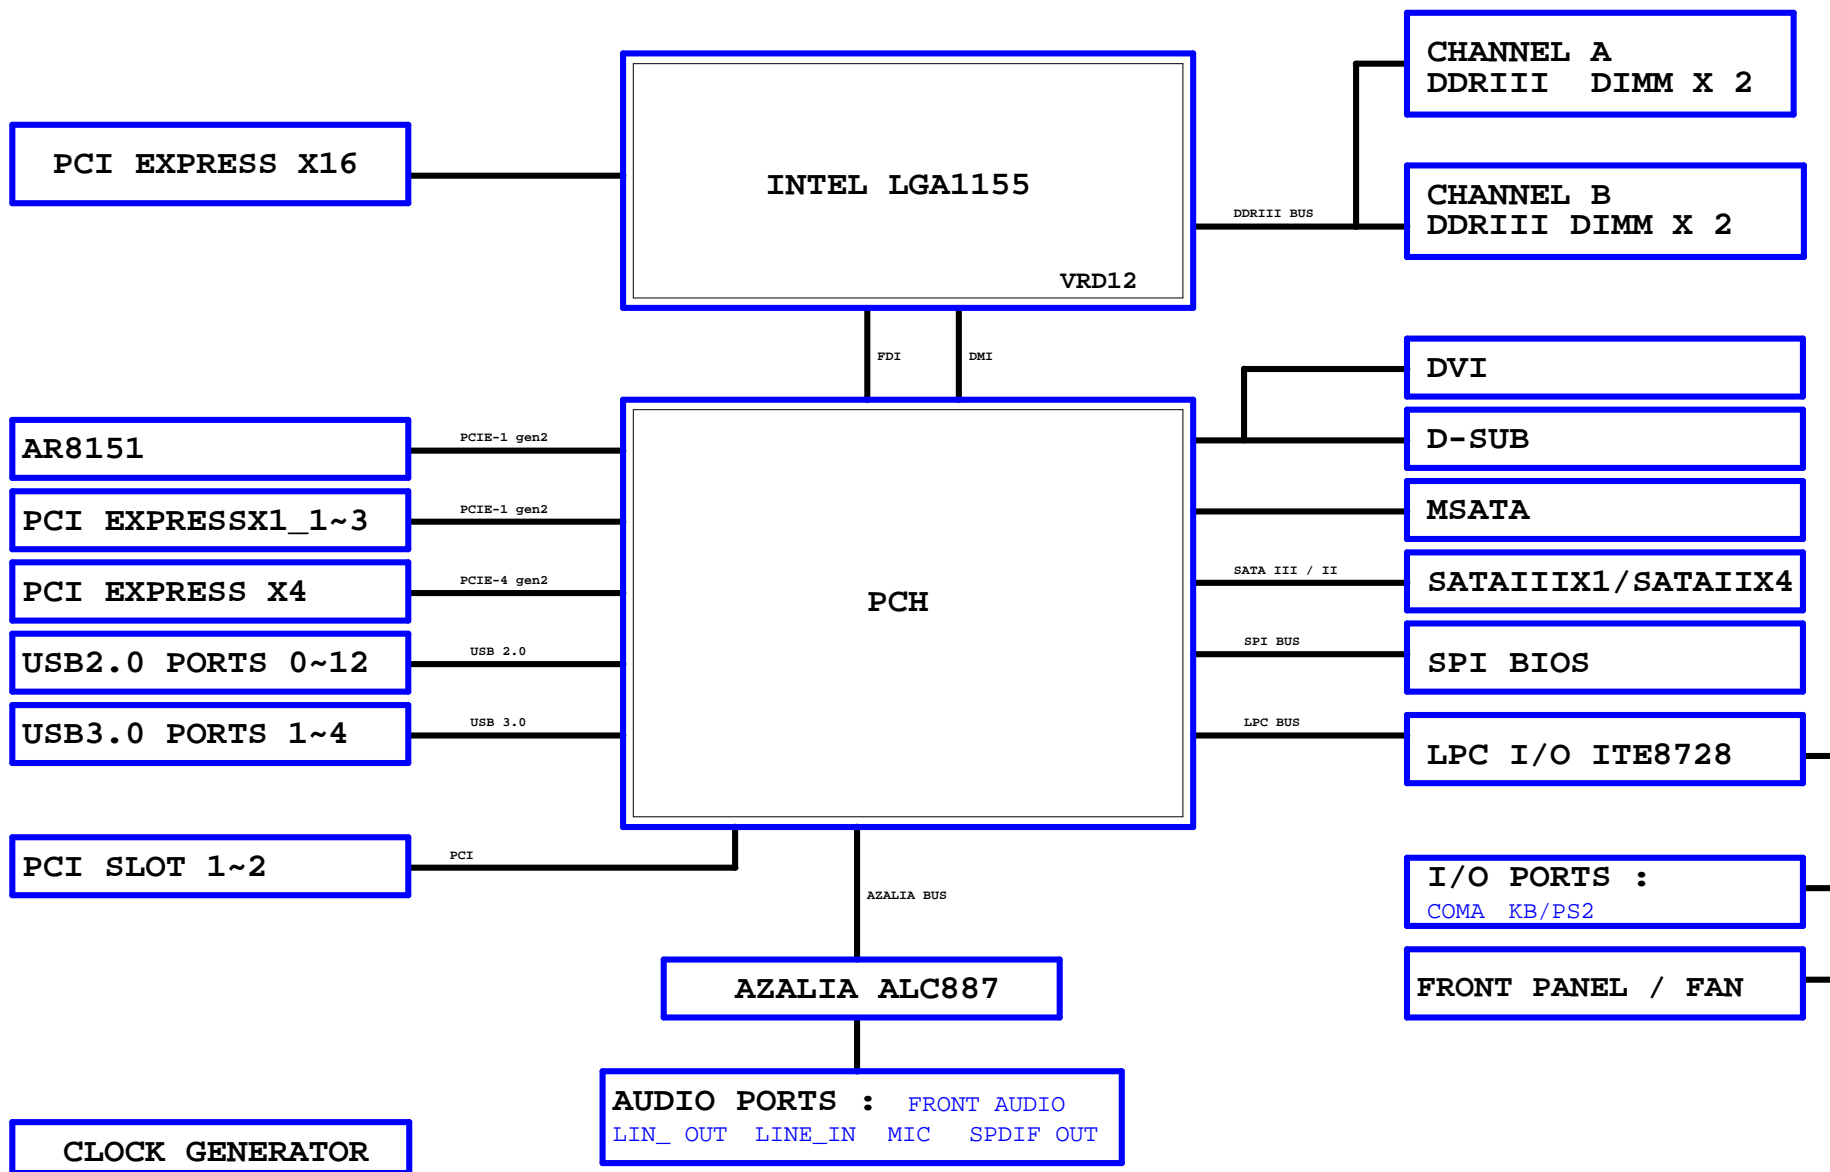 CHANNEL A
DDRIII DIMM X 2
PCI EXPRESS X16
INTEL LGA1155
CHANNEL B
DDRIII DIMM X 2
DDRIII BUS
VRD12
FDI
DMI
DVI
AR8151
PCIE-1 gen2
D-SUB
PCI EXPRESSX1_1~3
PCIE-1 gen2
MSATA
PCI EXPRESS X4
PCIE-4 gen2
PCH
SATA III / II
SATAIIIX1/SATAIIX4
USB2.0 PORTS 0~12
USB 2.0
SPI BUS
SPI BIOS
USB3.0 PORTS 1~4
USB 3.0
LPC BUS
LPC I/O ITE8728
PCI SLOT 1~2
PCI
AZALIA BUS
I/O PORTS :
COMA KB/PS2
AZALIA ALC887
FRONT PANEL / FAN
AUDIO PORTS : FRONT AUDIO
LIN_ OUT LINE_IN MIC SPDIF OUT
CLOCK GENERATOR